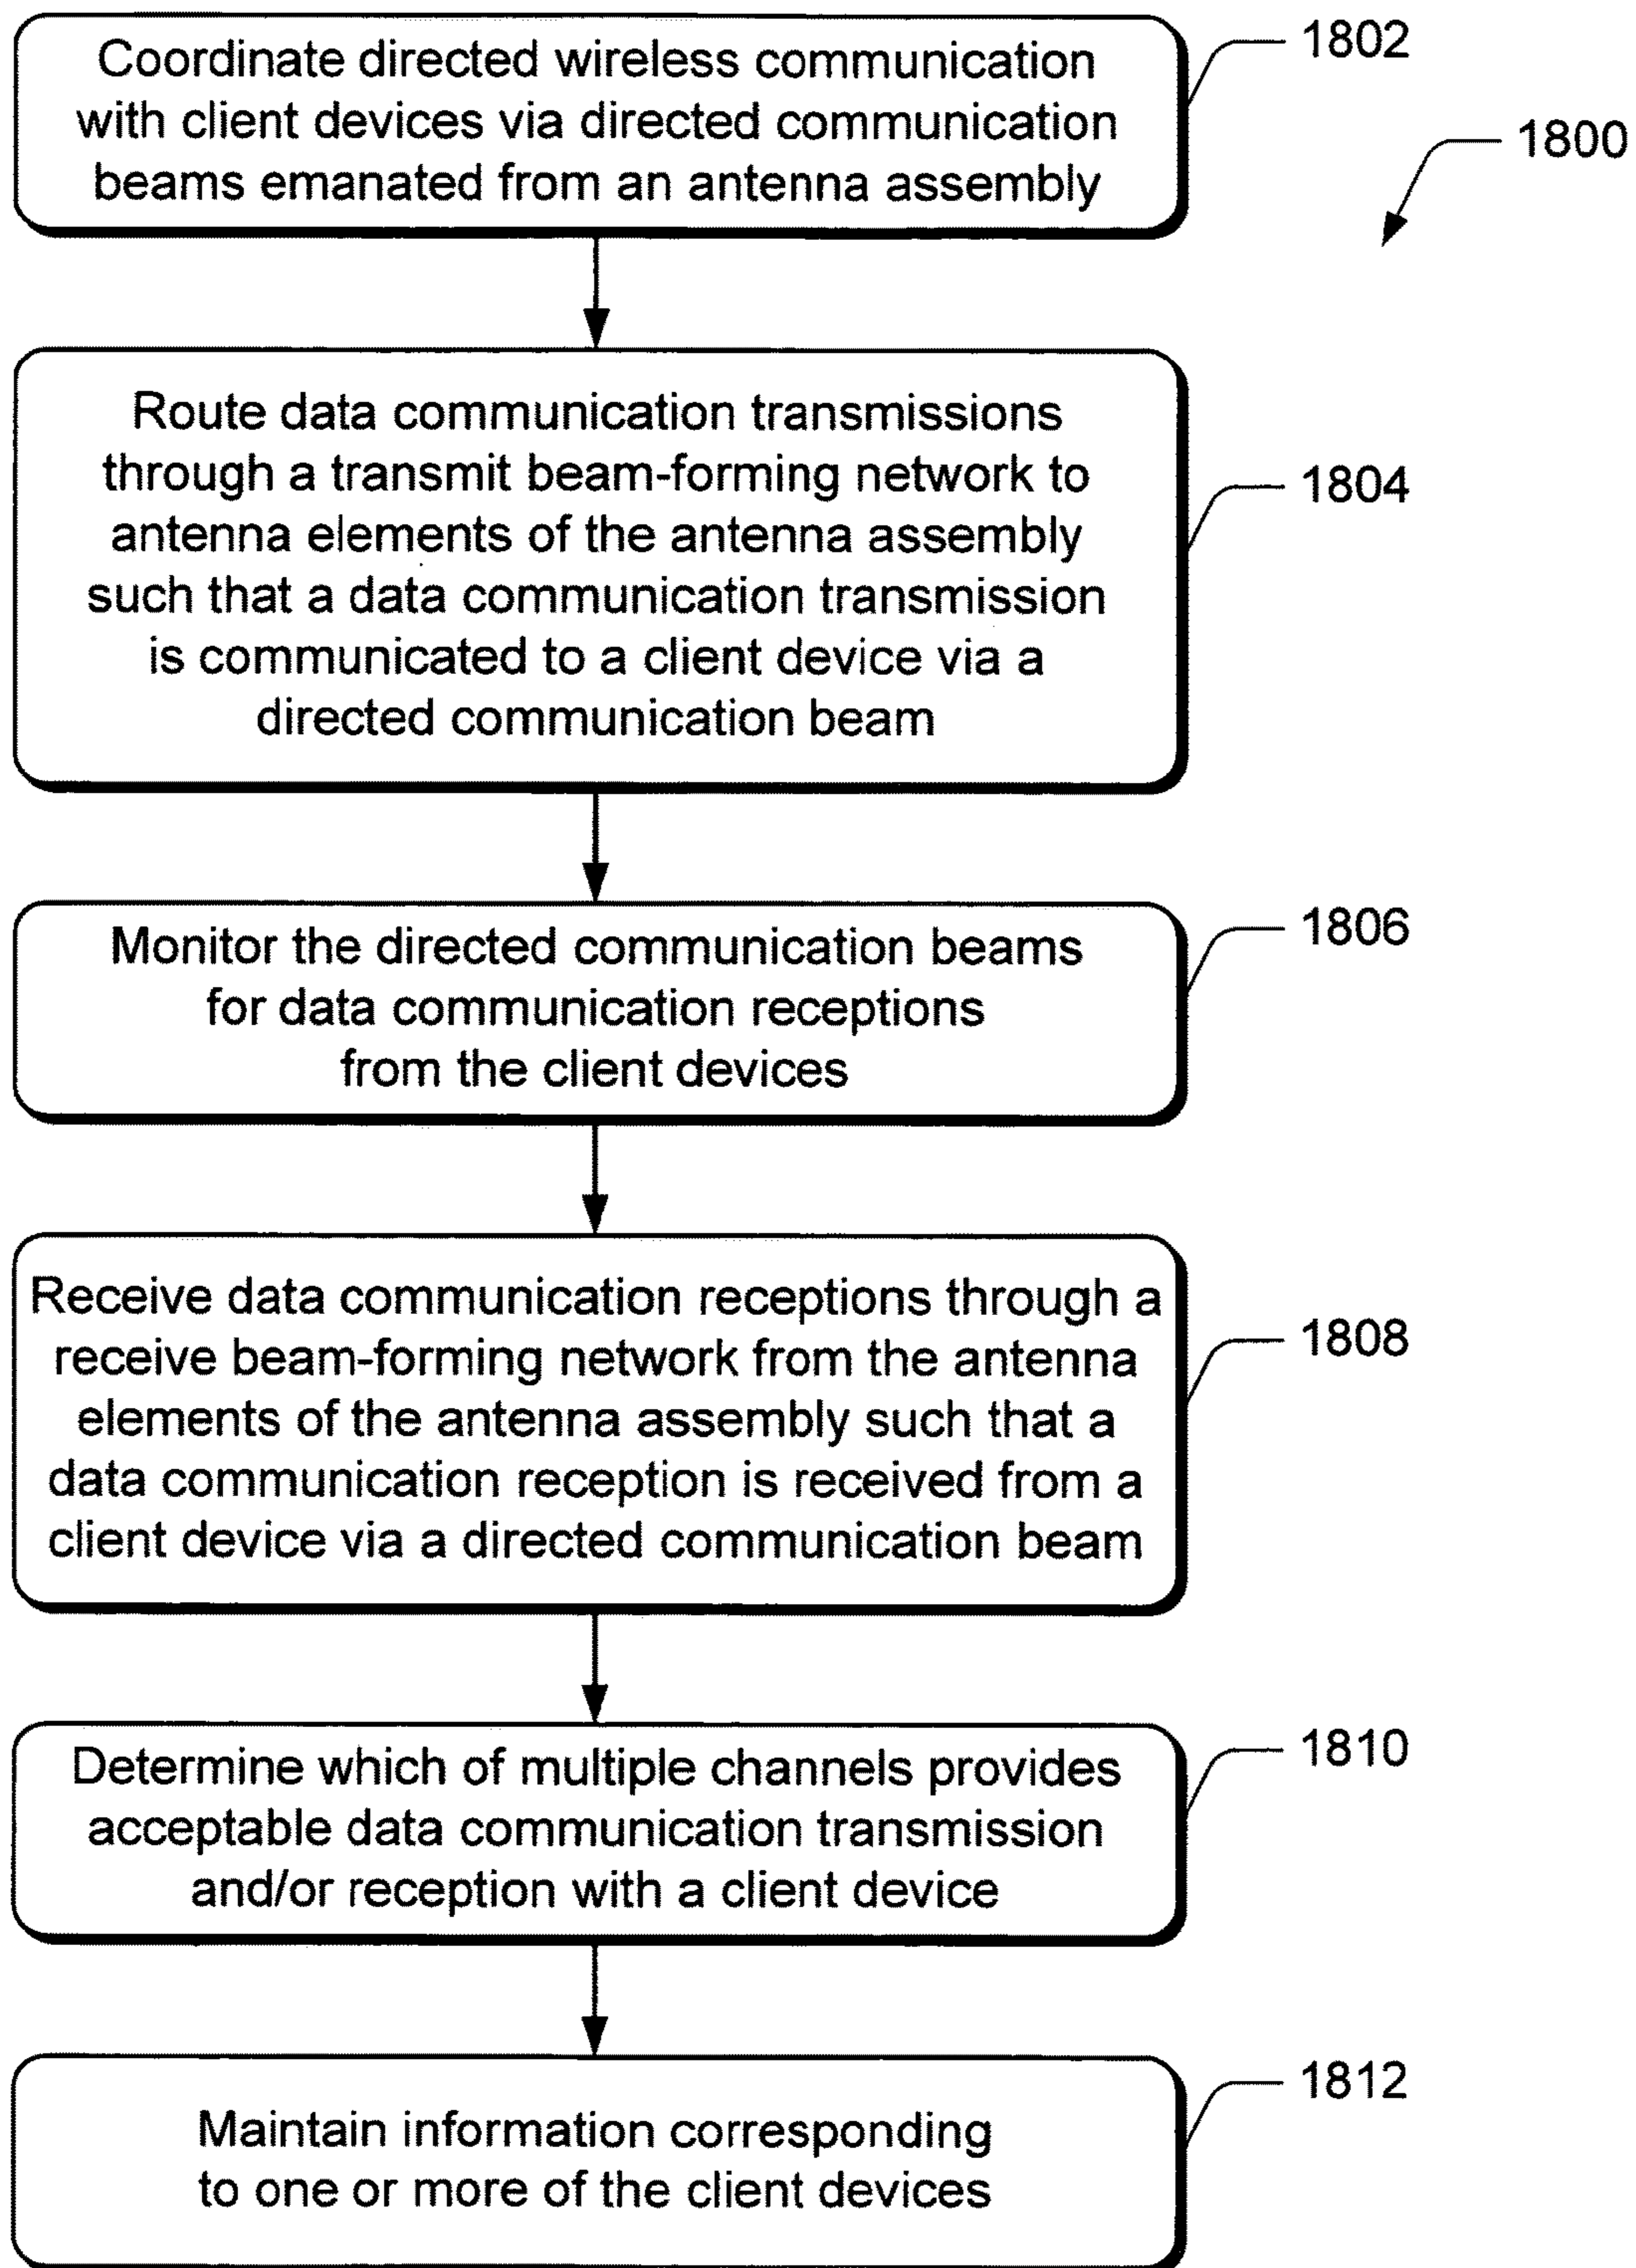 Coordinate directed wireless communication
with client devices via directed communication
beams emanated from an antenna assembly
1802
1800
Route data communication transmissions
through a transmit beam-forming network to
antenna elements of the antenna assembly
such that a data communication transmission
is communicated to a client device via a
directed communication beam
1804
Monitor the directed communication beams
for data communication receptions
from the client devices
1806
Receive data communication receptions through a
receive beam-forming network from the antenna
elements of the antenna assembly such that a
data communication reception is received from a
client device via a directed communication beam
1808
Determine which of multiple channels provides
acceptable data communication transmission
and/or reception with a client device
1810
Maintain information corresponding
to one or more of the client devices
1812